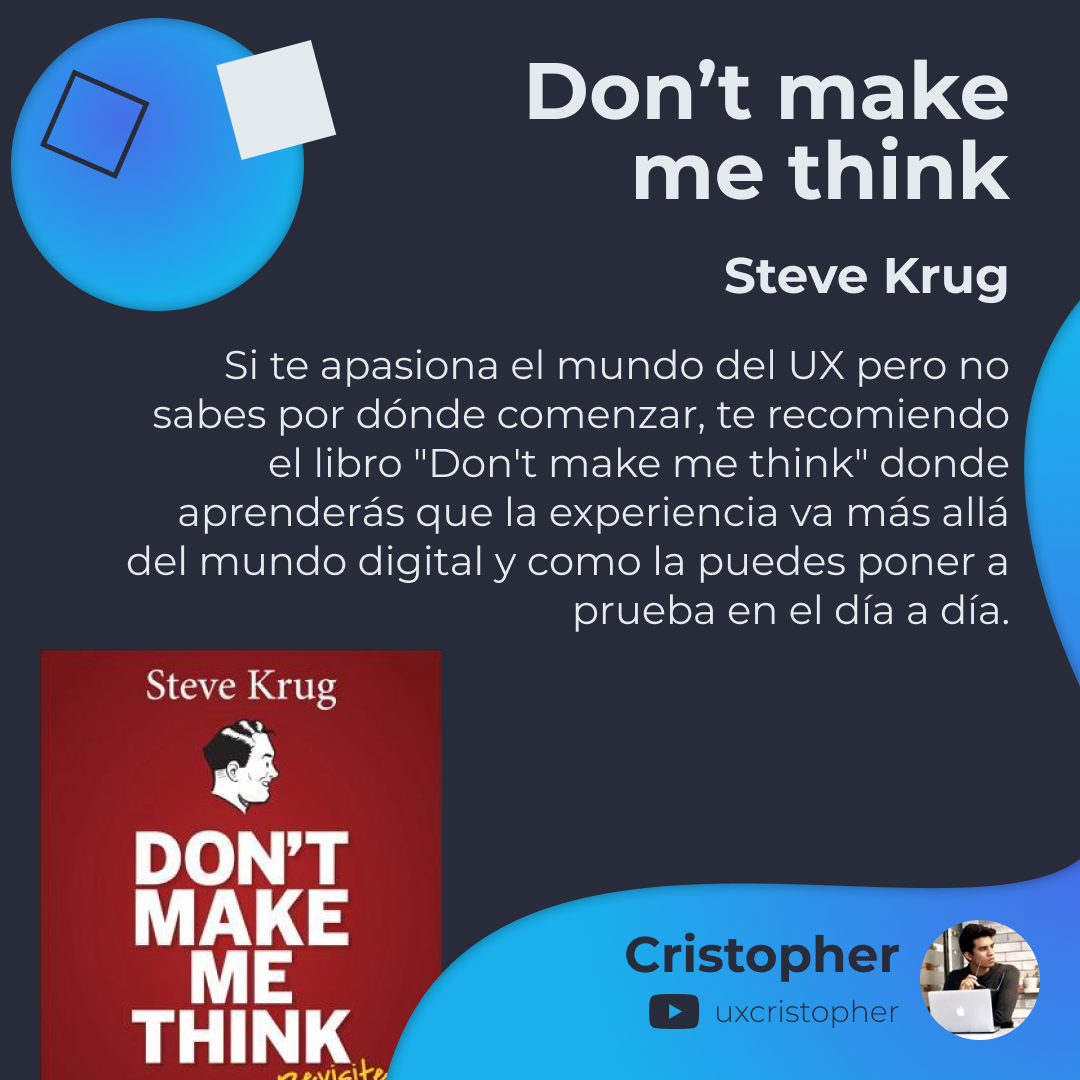 Don’t make
me think
Steve Krug
Si te apasiona el mundo del UX pero no
sabes por dónde comenzar, te recomiendo
el libro "Don't make me think" donde
aprenderás que la experiencia va más allá
del mundo digital y como la puedes poner a
prueba en el día a día.
Steve Krug
DON’T
MAKE
ME
THINK
Revisite
Cristopher
uxcristopher